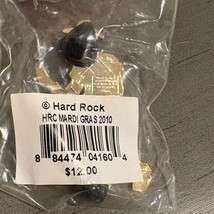 ® Hard Rock
HRC MARDI GRAS 2010
8 84474 04160 4
$12.00